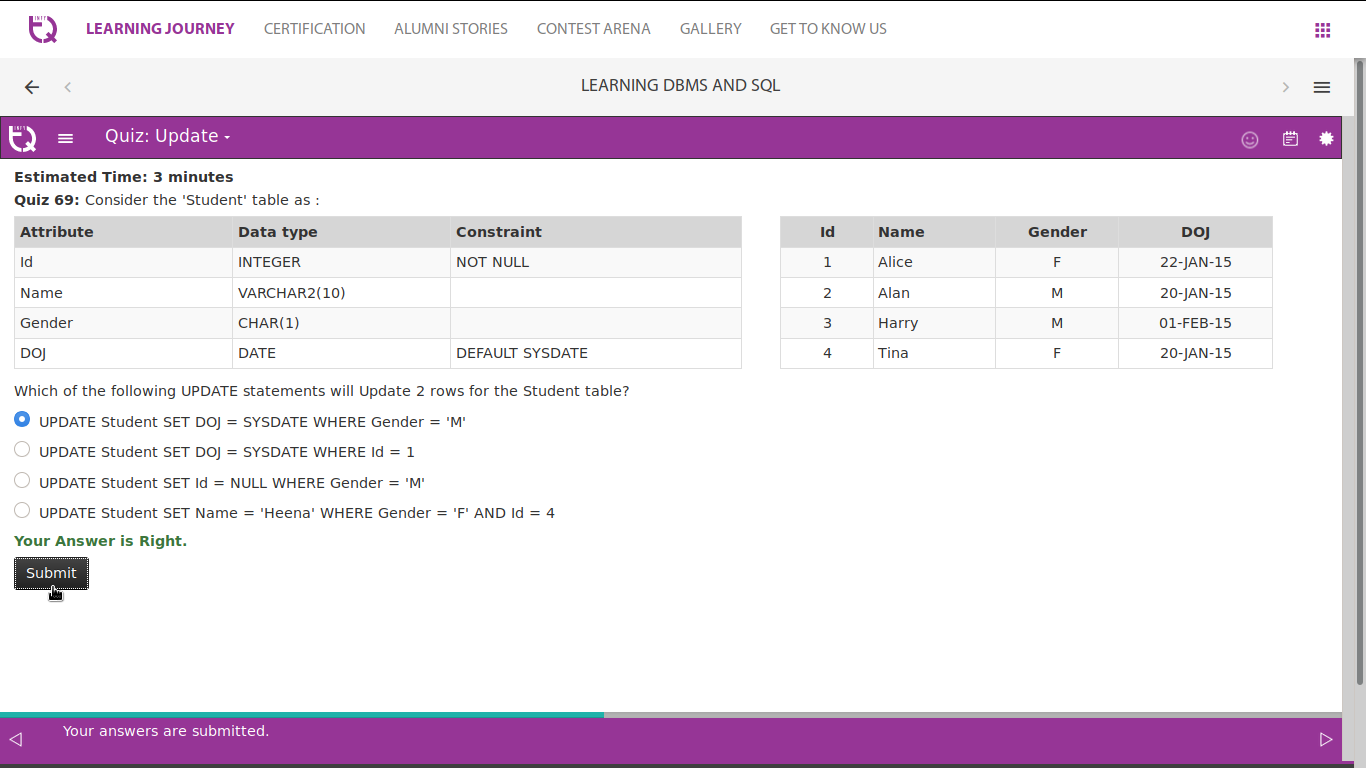 LEARNING JOURNEY CERTIFICATION ALUMNI STORIES CONTEST ARENA GALLERY GET TO KNOW US
LEARNING DBMS AND SQL
Quiz: Update
Estimated Time: 3 minutes
Quiz 69: Consider the 'Student' table as :
Attribute Data type Constraint
Id INTEGER NOT NULL
Name VARCHAR2(10)
Gender CHAR(1)
DOJ DATE DEFAULT SYSDATE
Id Name Gender DOJ
1 Alice F 22-JAN-15
2 Alan M 20-JAN-15
3 Harry M 01-FEB-15
4 Tina F 20-JAN-15
Which of the following UPDATE statements will Update 2 rows for the Student table?
UPDATE Student SET DOJ = SYSDATE WHERE Gender = 'M'
UPDATE Student SET DOJ = SYSDATE WHERE Id = 1
UPDATE Student SET Id = NULL WHERE Gender = 'M'
UPDATE Student SET Name = 'Heena' WHERE Gender = 'F' AND Id = 4
Your Answer is Right.
Submit
Your answers are submitted.